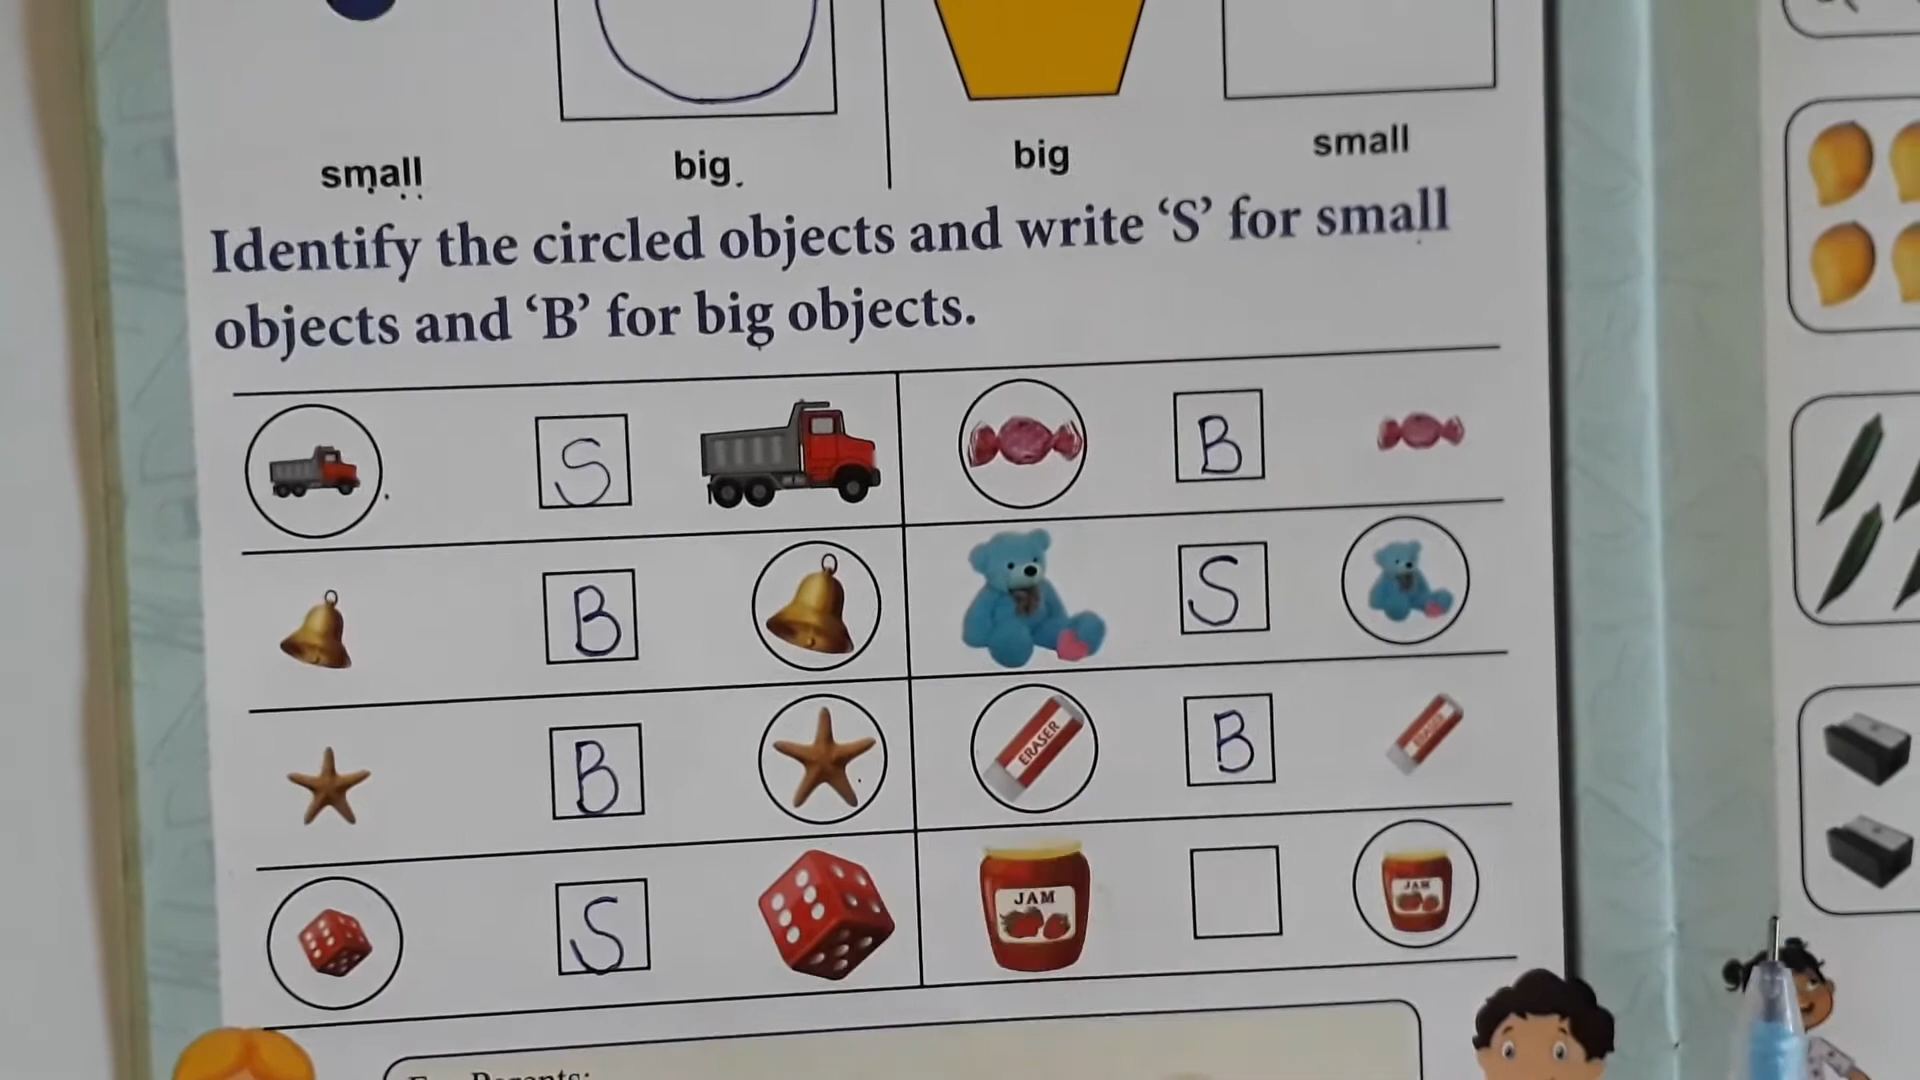 small big big small
Identify the circled objects and write ‘S’ for small
objects and ‘B’ for big objects.
S B
B S
ERASER
B B
S
JAM JAM